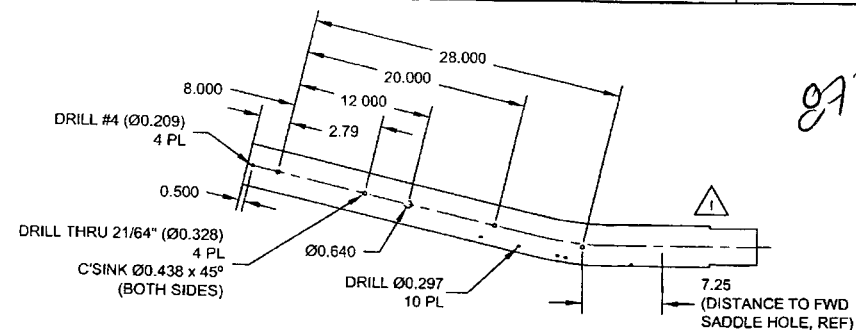 28.000
20.000
8.000
12 000
2.79
DRILL #4 (Ø0.209)
4 PL
0.500
DRILL THRU 21/64" (Ø0.328)
4 PL
C'SINK Ø0.438 x 45°
(BOTH SIDES)
Ø0.640
DRILL Ø0.297
10 PL
1
7.25
(DISTANCE TO FWD
SADDLE HOLE, REF)